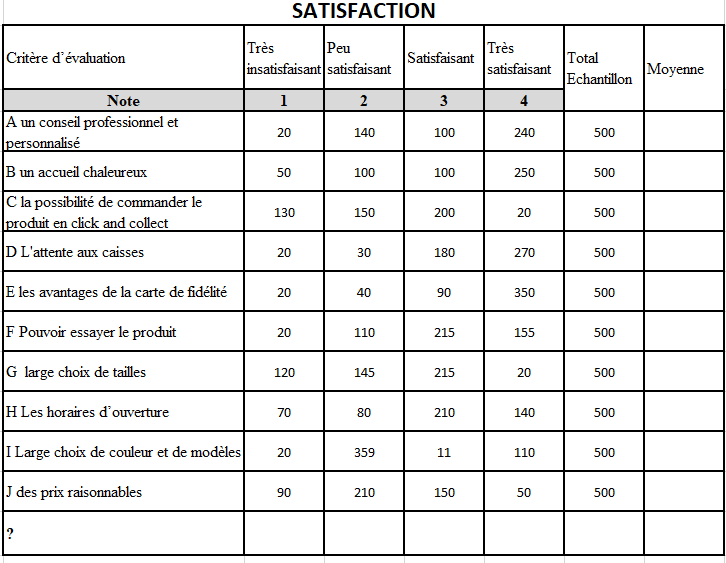 SATISFACTION
Critère d’évaluation | Très insatisfaisant | Peu satisfaisant | Satisfaisant | Très satisfaisant | Total Echantillon | Moyenne
Note | 1 | 2 | 3 | 4
A un conseil professionnel et personnalisé | 20 | 140 | 100 | 240 | 500
B un accueil chaleureux | 50 | 100 | 100 | 250 | 500
C la possibilité de commander le produit en click and collect | 130 | 150 | 200 | 20 | 500
D L'attente aux caisses | 20 | 30 | 180 | 270 | 500
E les avantages de la carte de fidélité | 20 | 40 | 90 | 350 | 500
F Pouvoir essayer le produit | 20 | 110 | 215 | 155 | 500
G large choix de tailles | 120 | 145 | 215 | 20 | 500
H Les horaires d’ouverture | 70 | 80 | 210 | 140 | 500
I Large choix de couleur et de modèles | 20 | 359 | 11 | 110 | 500
J des prix raisonnables | 90 | 210 | 150 | 50 | 500
?